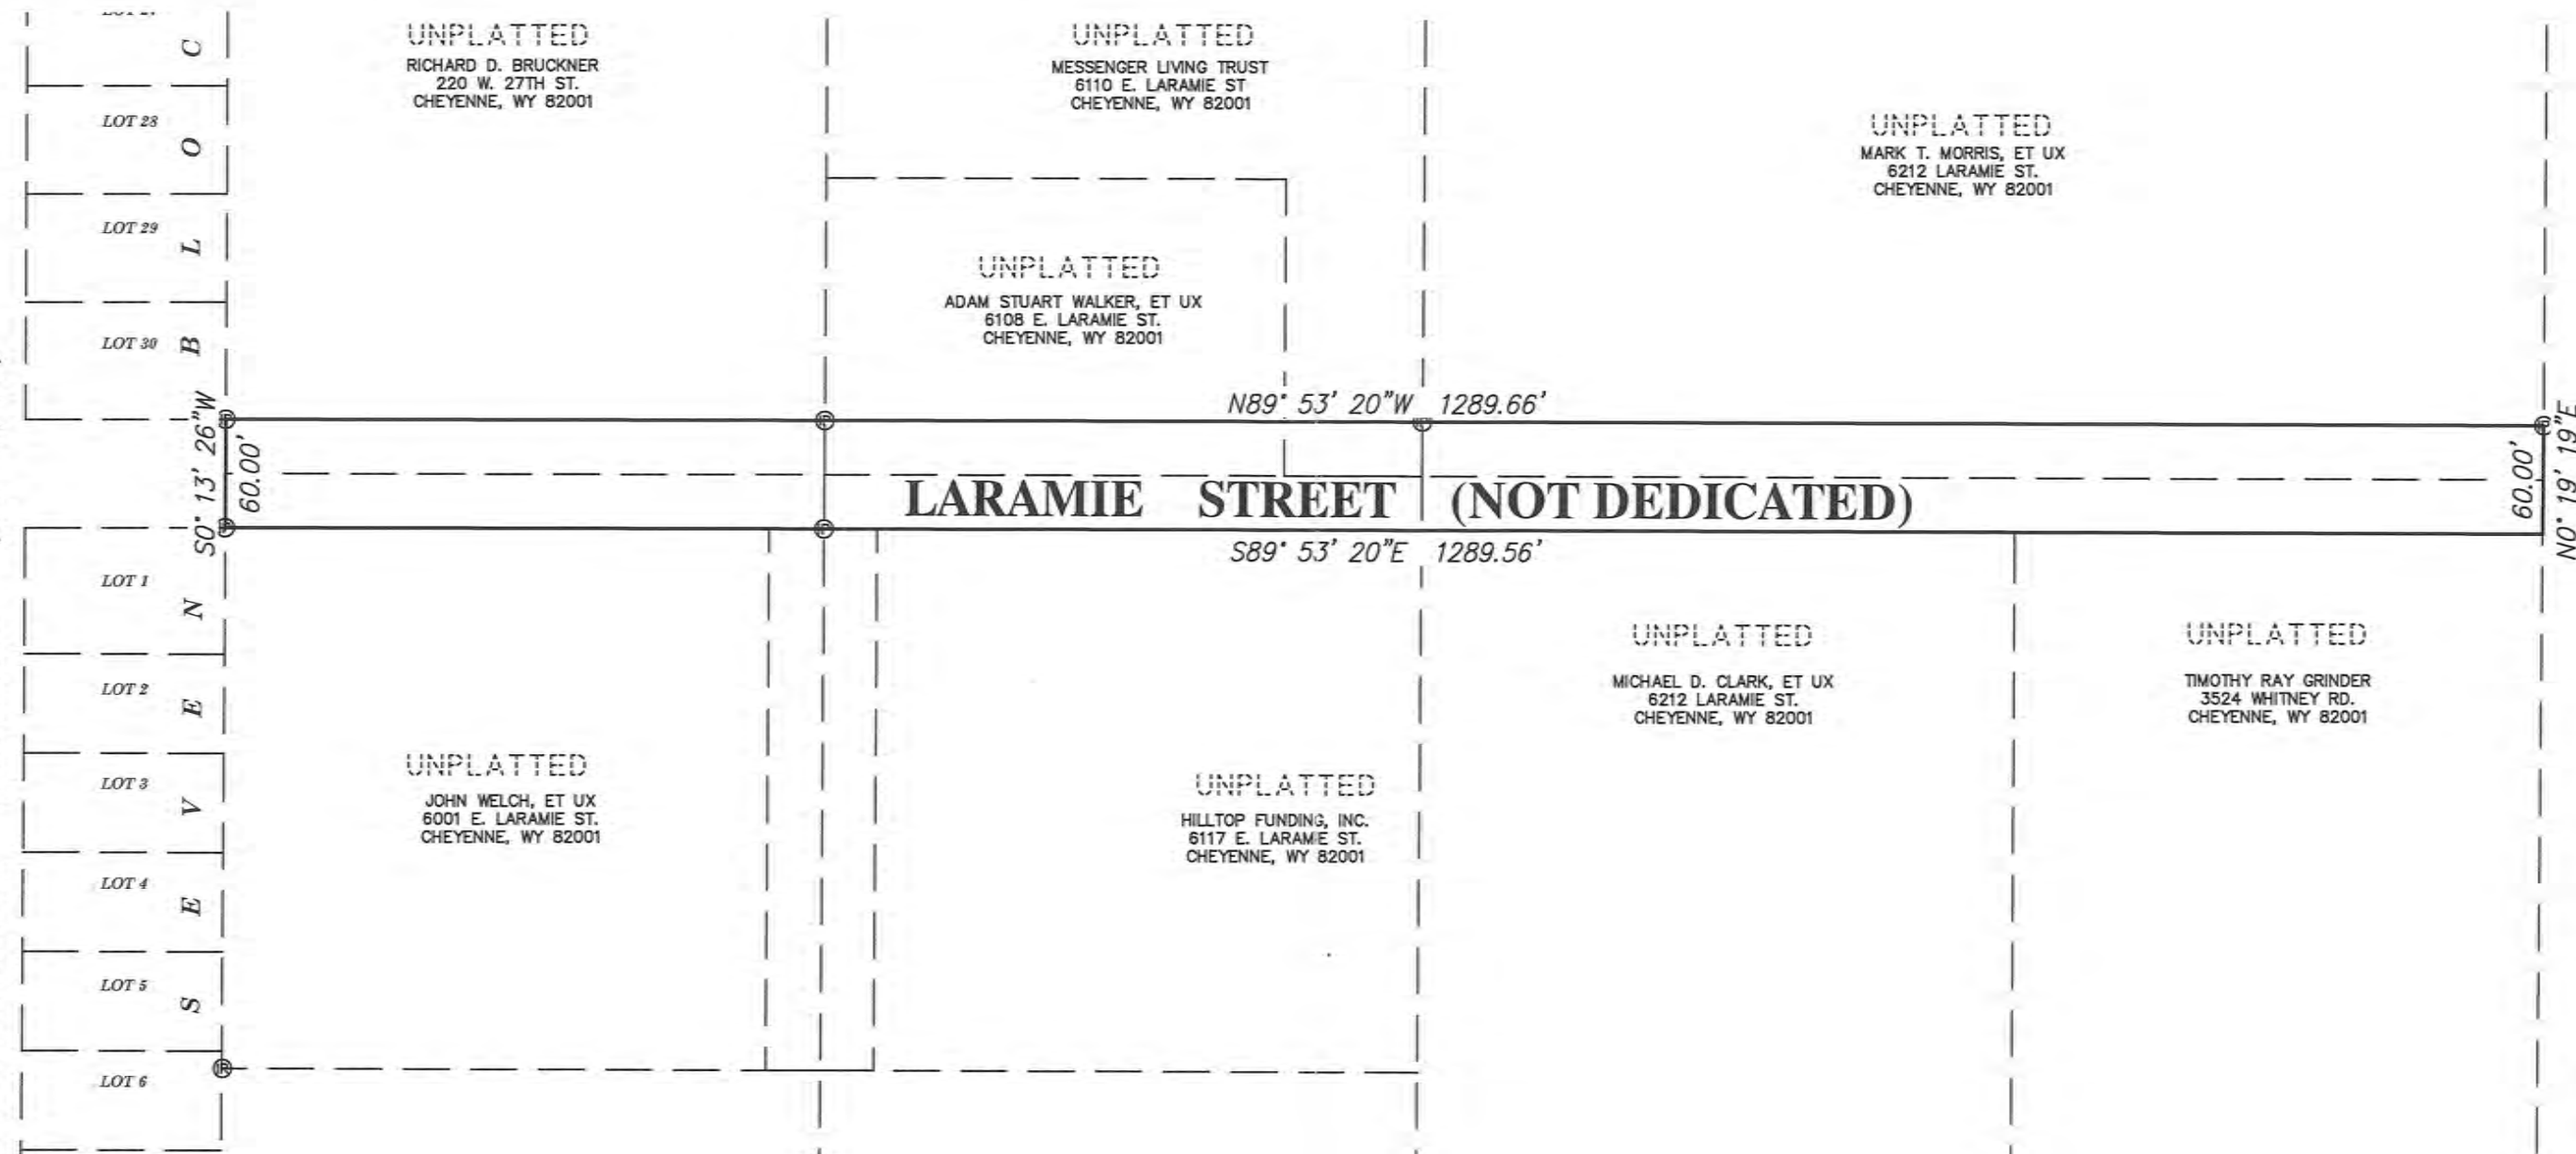 UNPLATTED
RICHARD D. BRUCKNER
220 W. 27TH ST.
CHEYENNE, WY 82001
UNPLATTED
MESSENGER LIVING TRUST
6110 E. LARAMIE ST
CHEYENNE, WY 82001
UNPLATTED
MARK T. MORRIS, ET UX
6212 LARAMIE ST.
CHEYENNE, WY 82001
UNPLATTED
ADAM STUART WALKER, ET UX
6108 E. LARAMIE ST.
CHEYENNE, WY 82001
LOT 28
LOT 29
LOT 30
BLOC
S0° 13' 26"W
60.00'
N89° 53' 20"W 1289.66'
LARAMIE STREET (NOT DEDICATED)
S89° 53' 20"E 1289.56'
60.00'
N0° 19' 19"E
LOT 1
LOT 2
LOT 3
LOT 4
LOT 5
LOT 6
SEVEN
UNPLATTED
JOHN WELCH, ET UX
6001 E. LARAMIE ST.
CHEYENNE, WY 82001
UNPLATTED
HILLTOP FUNDING, INC.
6117 E. LARAMIE ST.
CHEYENNE, WY 82001
UNPLATTED
MICHAEL D. CLARK, ET UX
6212 LARAMIE ST.
CHEYENNE, WY 82001
UNPLATTED
TIMOTHY RAY GRINDER
3524 WHITNEY RD.
CHEYENNE, WY 82001